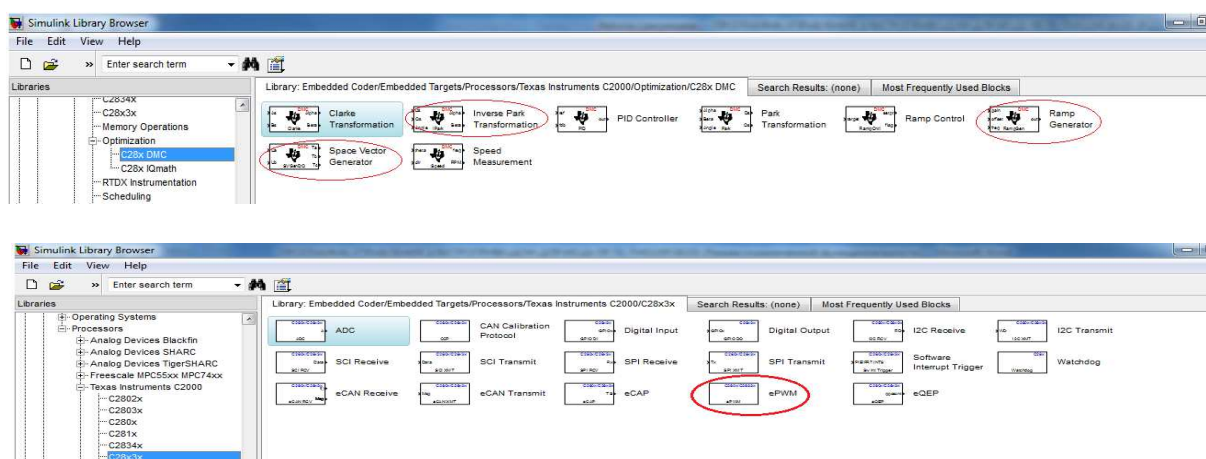 Simulink Library Browser
File Edit View Help
» Enter search term
Libraries
Library: Embedded Coder/Embedded Targets/Processors/Texas Instruments C2000/Optimization/C28x DMC
Search Results: (none)
Most Frequently Used Blocks
C2834x
C28x3x
Memory Operations
Optimization
C28x DMC
C28x IQmath
RTDX Instrumentation
Scheduling
Clarke Transformation
Inverse Park Transformation
PID Controller
Park Transformation
Ramp Control
Ramp Generator
Space Vector Generator
Speed Measurement
Simulink Library Browser
File Edit View Help
» Enter search term
Libraries
Library: Embedded Coder/Embedded Targets/Processors/Texas Instruments C2000/C28x3x
Search Results: (none)
Most Frequently Used Blocks
Operating Systems
Processors
Analog Devices Blackfin
Analog Devices SHARC
Analog Devices TigerSHARC
Freescale MPC55xx MPC74xx
Texas Instruments C2000
C2802x
C2803x
C280x
C281x
C2834x
C28x3x
ADC
CAN Calibration Protocol
Digital Input
Digital Output
I2C Receive
I2C Transmit
SCI Receive
SCI Transmit
SPI Receive
SPI Transmit
Software Interrupt Trigger
Watchdog
eCAN Receive
eCAN Transmit
eCAP
ePWM
eQEP